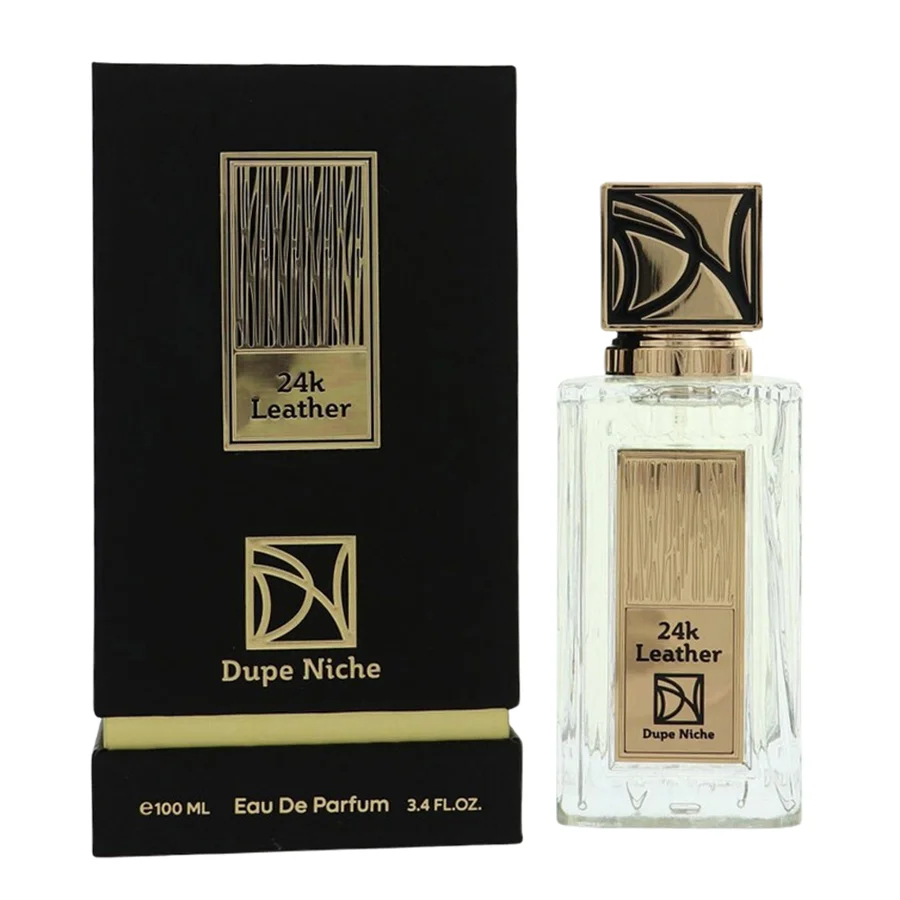 24k
Leather
Dupe Niche
℮100 ML Eau De Parfum 3.4 FL.OZ.
24k
Leather
Dupe Niche